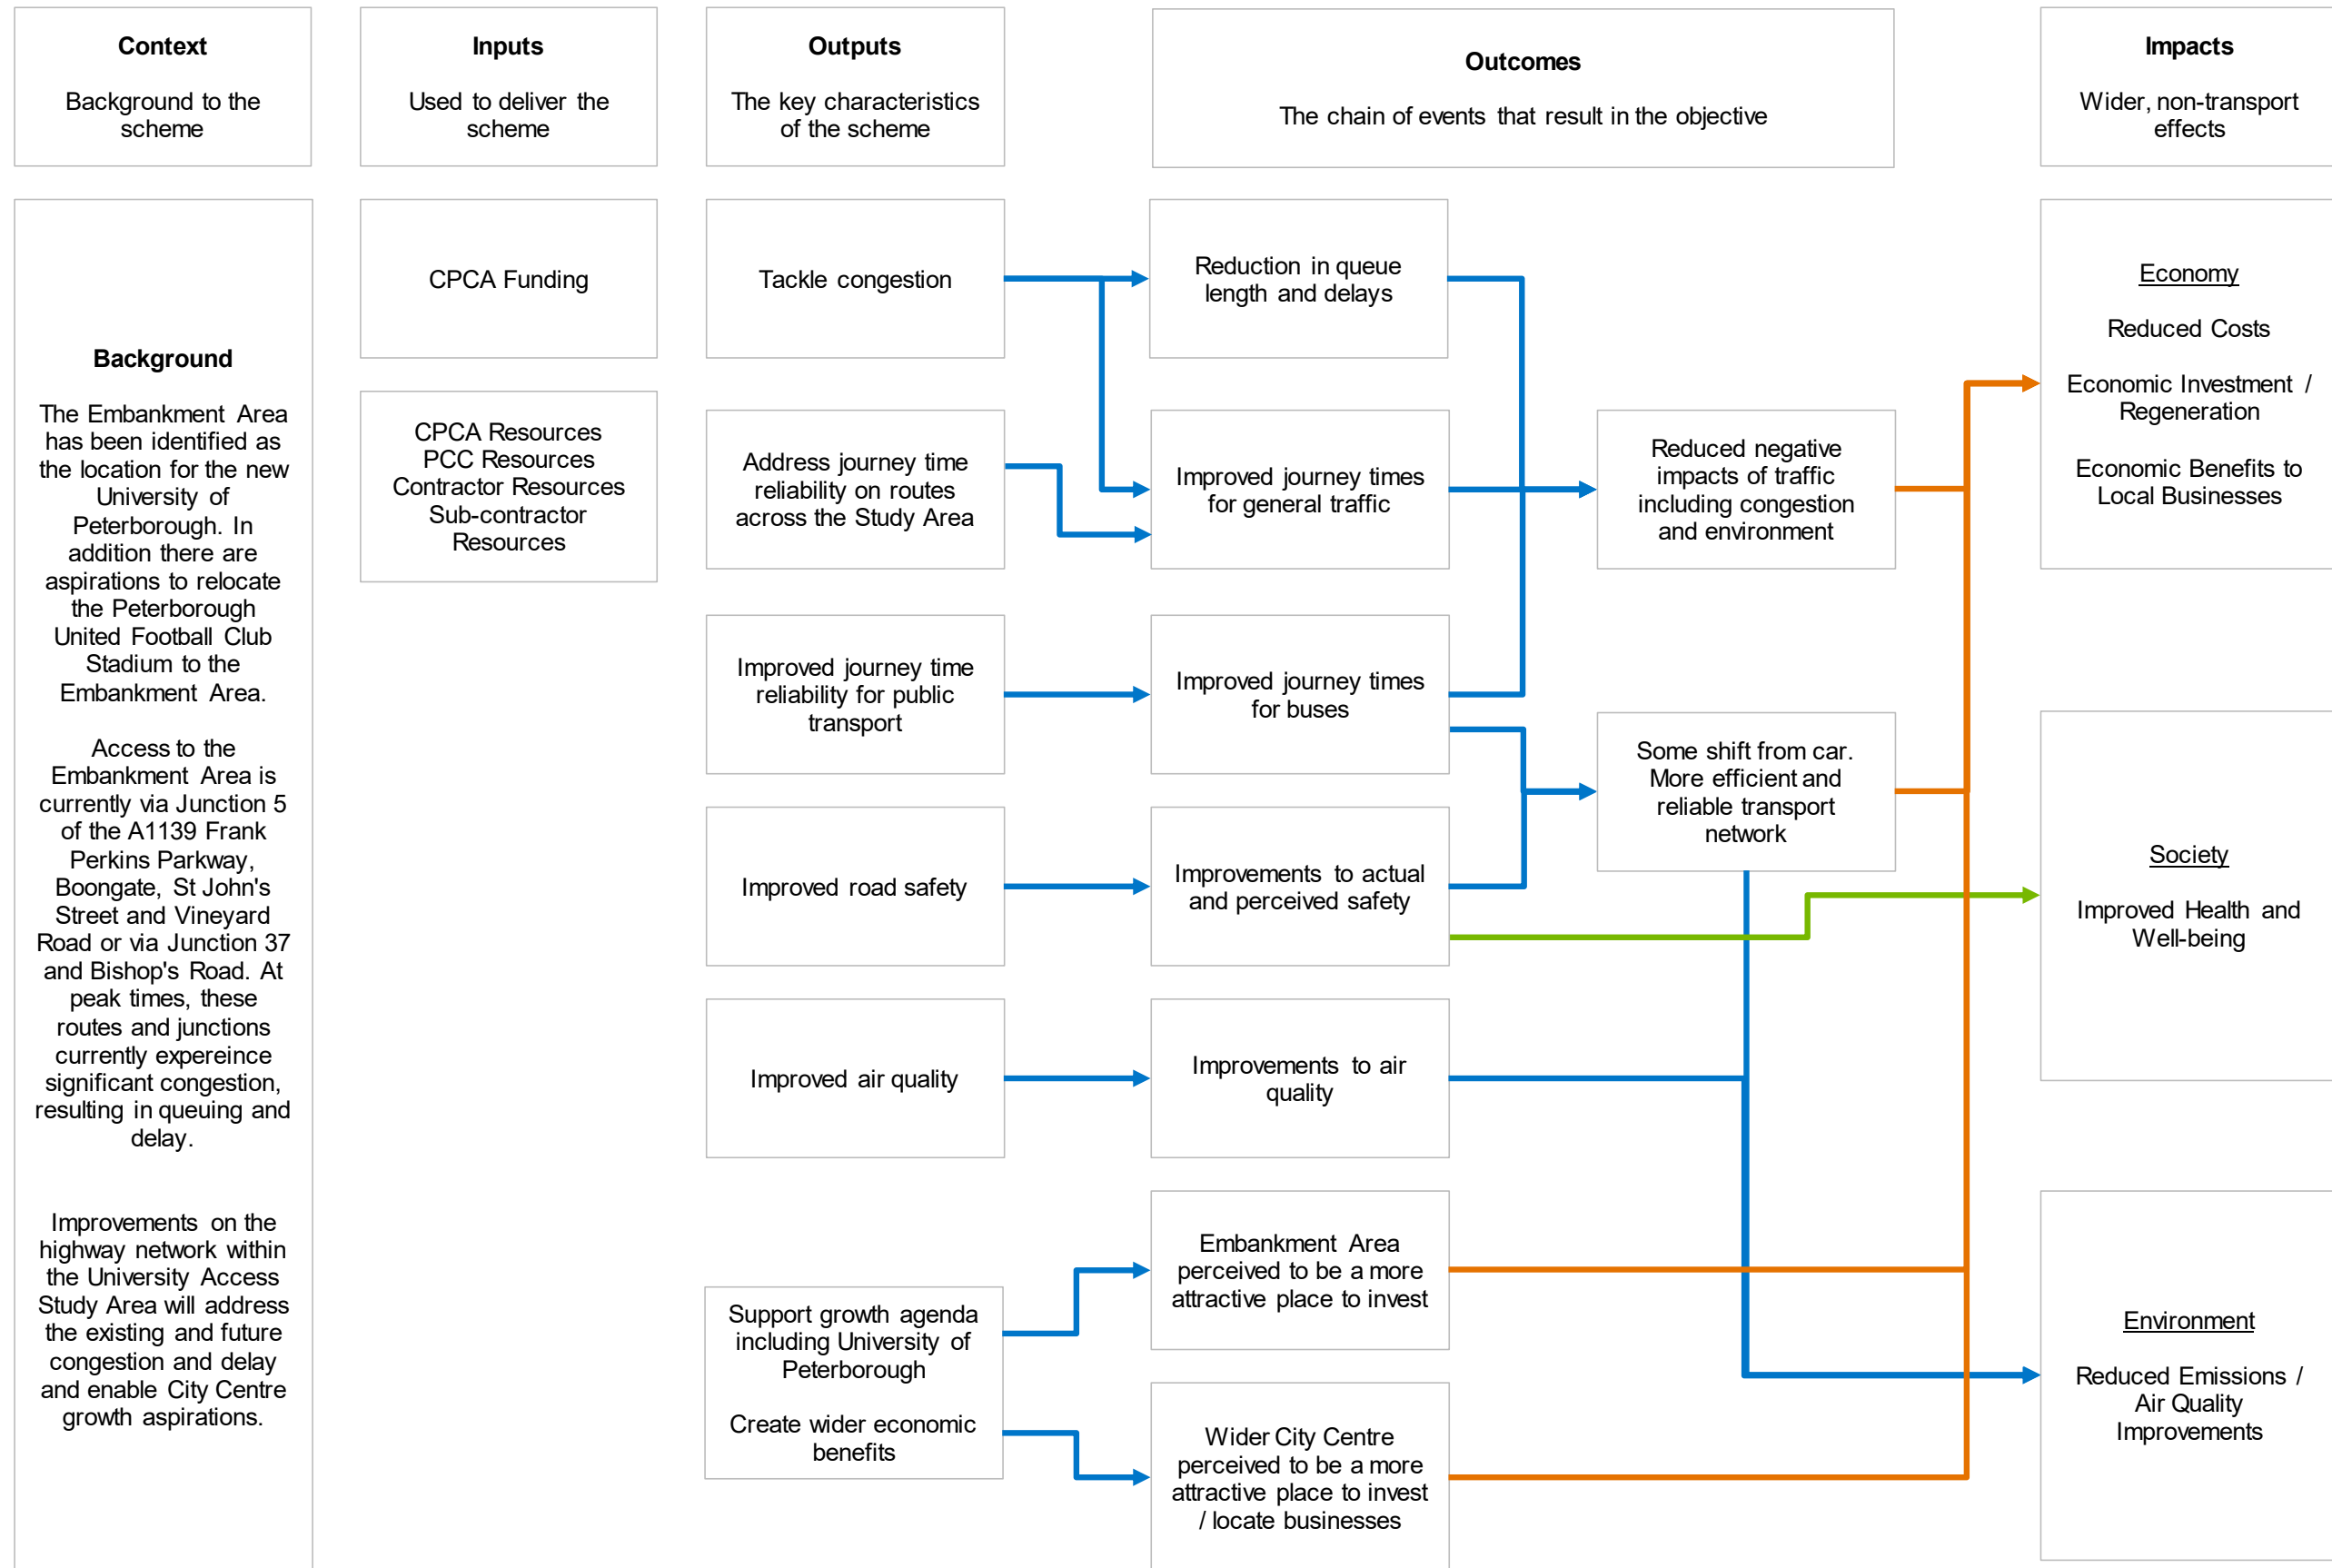 Context
Background to the
scheme
Inputs
Used to deliver the
scheme
Outputs
The key characteristics
of the scheme
Outcomes
The chain of events that result in the objective
Impacts
Wider, non-transport
effects
Background
The Embankment Area
has been identified as
the location for the new
University of
Peterborough. In
addition there are
aspirations to relocate
the Peterborough
United Football Club
Stadium to the
Embankment Area.
Access to the
Embankment Area is
currently via Junction 5
of the A1139 Frank
Perkins Parkway,
Boongate, St John's
Street and Vineyard
Road or via Junction 37
and Bishop's Road. At
peak times, these
routes and junctions
currently expereince
significant congestion,
resulting in queuing and
delay.
Improvements on the
highway network within
the University Access
Study Area will address
the existing and future
congestion and delay
and enable City Centre
growth aspirations.
CPCA Funding
CPCA Resources
PCC Resources
Contractor Resources
Sub-contractor
Resources
Tackle congestion
Address journey time
reliability on routes
across the Study Area
Improved journey time
reliability for public
transport
Improved road safety
Improved air quality
Support growth agenda
including University of
Peterborough
Create wider economic
benefits
Reduction in queue
length and delays
Improved journey times
for general traffic
Improved journey times
for buses
Improvements to actual
and perceived safety
Improvements to air
quality
Embankment Area
perceived to be a more
attractive place to invest
Wider City Centre
perceived to be a more
attractive place to invest
/ locate businesses
Reduced negative
impacts of traffic
including congestion
and environment
Some shift from car.
More efficient and
reliable transport
network
Economy
Reduced Costs
Economic Investment /
Regeneration
Economic Benefits to
Local Businesses
Society
Improved Health and
Well-being
Environment
Reduced Emissions /
Air Quality
Improvements